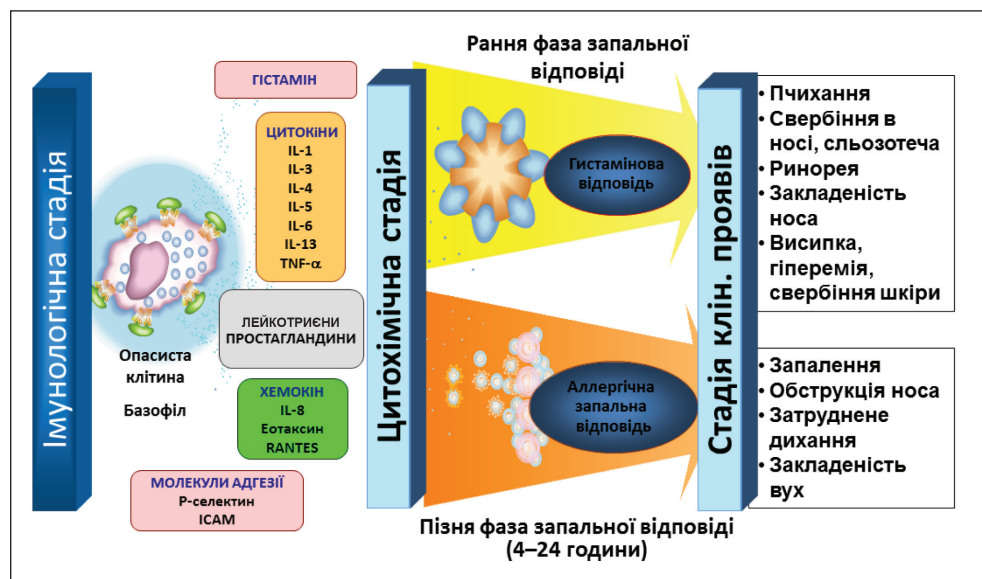 Імунологічна стадія
ГІСТАМІН
ЦИТОКіНИ
IL-1
IL-3
IL-4
IL-5
IL-6
IL-13
TNF-α
ЛЕЙКОТРИЄНИ
ПРОСТАГЛАНДИНИ
Опасиста
клітина
Базофіл
ХЕМОКІН
IL-8
Еотаксин
RANTES
МОЛЕКУЛИ АДГЕЗІЇ
Р-селектин
ICAM
Цитохімічна стадія
Рання фаза запальної
відповіді
Гистамінова
відповідь
Аллергічна
запальна
відповідь
Пізня фаза запальної відповіді
(4–24 години)
Стадія клін. проявів
• Пчихання
• Свербіння в
носі, сльозотеча
• Ринорея
• Закладеність
носа
• Висипка,
гіперемія,
свербіння шкіри
• Запалення
• Обструкція носа
• Затруднене
дихання
• Закладеність
вух